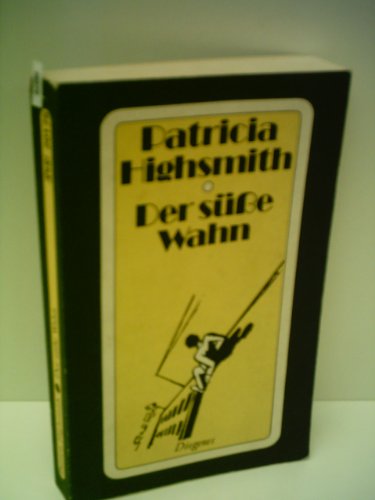 Patricia
Highsmith
Der süße
Wahn
Diogenes